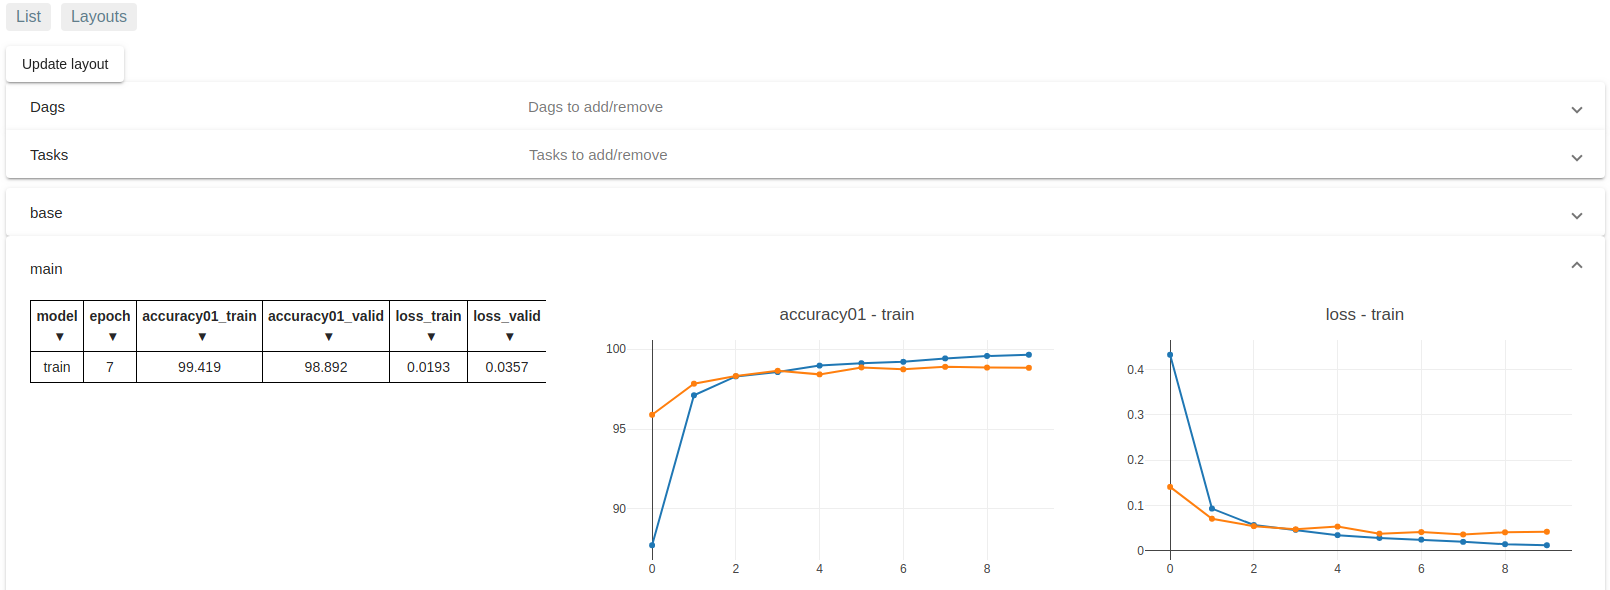 List Layouts
Update layout
Dags Dags to add/remove
Tasks Tasks to add/remove
base
main
model epoch accuracy01_train accuracy01_valid loss_train loss_valid
▼ ▼ ▼ ▼ ▼ ▼
train 7 99.419 98.892 0.0193 0.0357
accuracy01 - train
100
95
90
0 2 4 6 8
loss - train
0.4
0.3
0.2
0.1
0
0 2 4 6 8